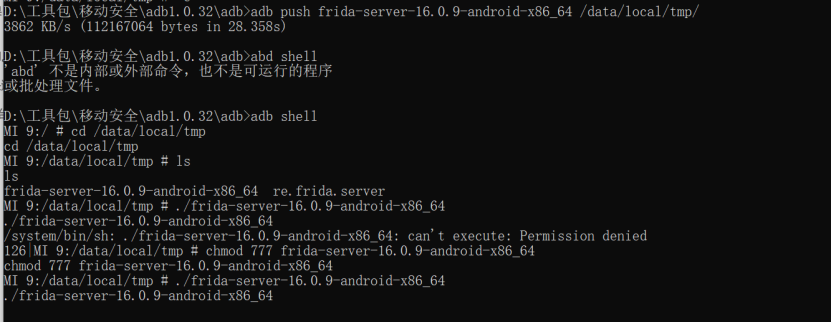 D:\工具包\移动安全\adb1.0.32\adb>adb push frida-server-16.0.9-android-x86_64 /data/local/tmp/
3862 KB/s (112167064 bytes in 28.358s)
D:\工具包\移动安全\adb1.0.32\adb>abd shell
'abd' 不是内部或外部命令，也不是可运行的程序
或批处理文件。
D:\工具包\移动安全\adb1.0.32\adb>adb shell
MI 9:/ # cd /data/local/tmp
cd /data/local/tmp
MI 9:/data/local/tmp # ls
ls
frida-server-16.0.9-android-x86_64  re.frida.server
MI 9:/data/local/tmp # ./frida-server-16.0.9-android-x86_64
./frida-server-16.0.9-android-x86_64
/system/bin/sh: ./frida-server-16.0.9-android-x86_64: can't execute: Permission denied
126|MI 9:/data/local/tmp # chmod 777 frida-server-16.0.9-android-x86_64
chmod 777 frida-server-16.0.9-android-x86_64
MI 9:/data/local/tmp # ./frida-server-16.0.9-android-x86_64
./frida-server-16.0.9-android-x86_64